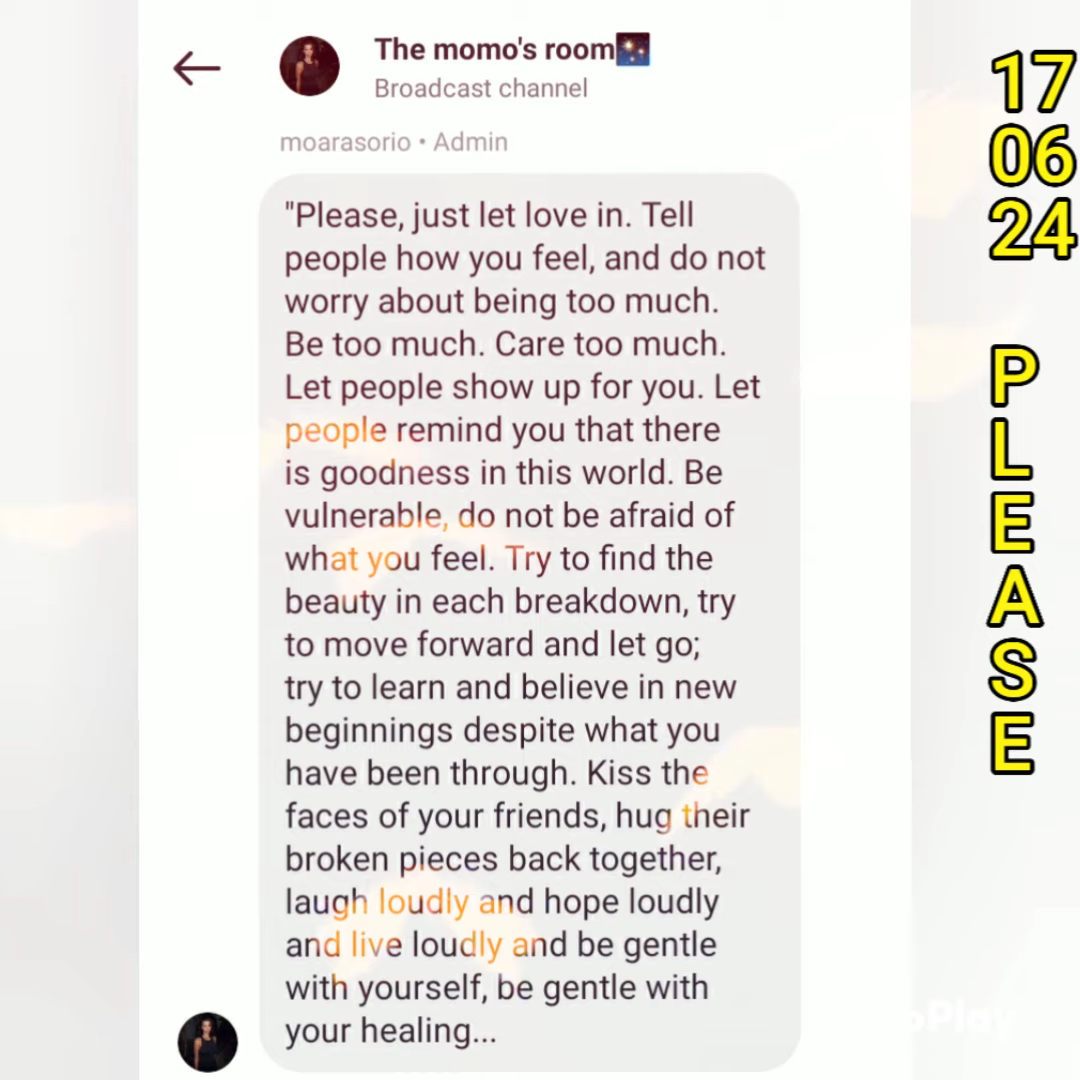 The momo's room
Broadcast channel
moarasorio • Admin
"Please, just let love in. Tell
people how you feel, and do not
worry about being too much.
Be too much. Care too much.
Let people show up for you. Let
people remind you that there
is goodness in this world. Be
vulnerable, do not be afraid of
what you feel. Try to find the
beauty in each breakdown, try
to move forward and let go;
try to learn and believe in new
beginnings despite what you
have been through. Kiss the
faces of your friends, hug their
broken pieces back together,
laugh loudly and hope loudly
and live loudly and be gentle
with yourself, be gentle with
your healing...
17
06
24
P
L
E
A
S
E